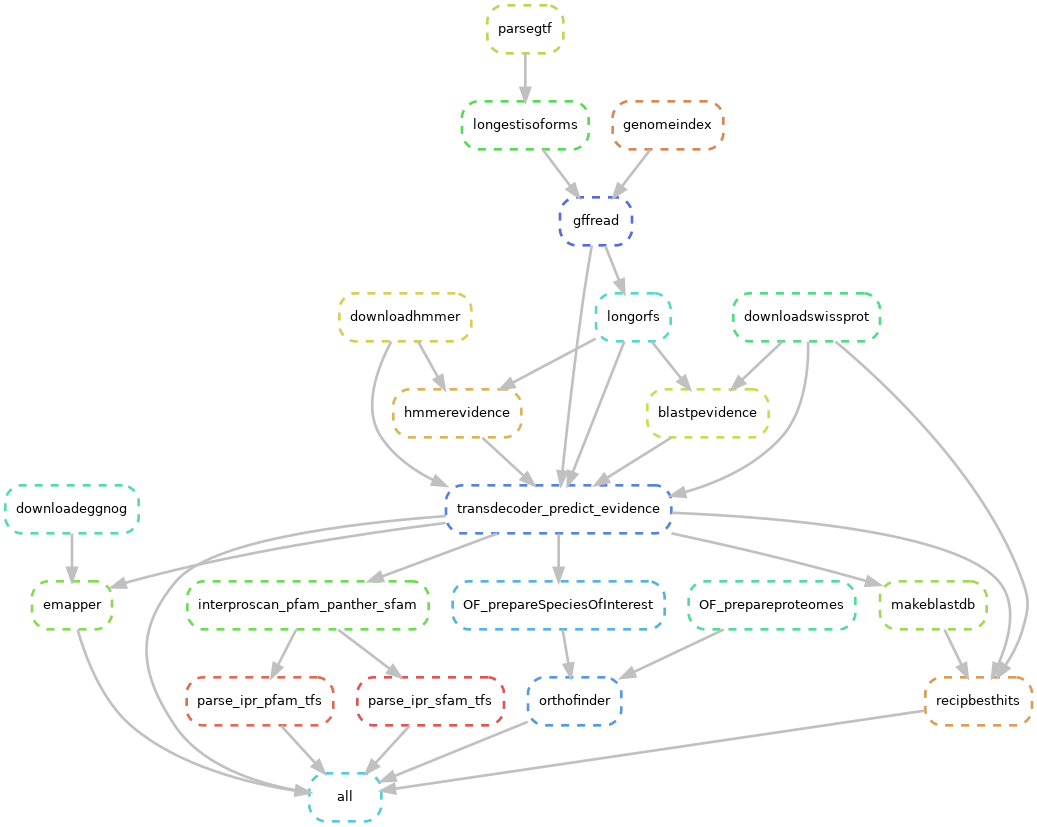 parsegtf
longestisoforms
genomeindex
gffread
downloadhmmer
longorfs
downloadswissprot
hmmerevidence
blastpevidence
downloadeggnog
transdecoder_predict_evidence
emapper
interproscan_pfam_panther_sfam
OF_prepareSpeciesOfInterest
OF_prepareproteomes
makeblastdb
parse_ipr_pfam_tfs
parse_ipr_sfam_tfs
orthofinder
recipbesthits
all